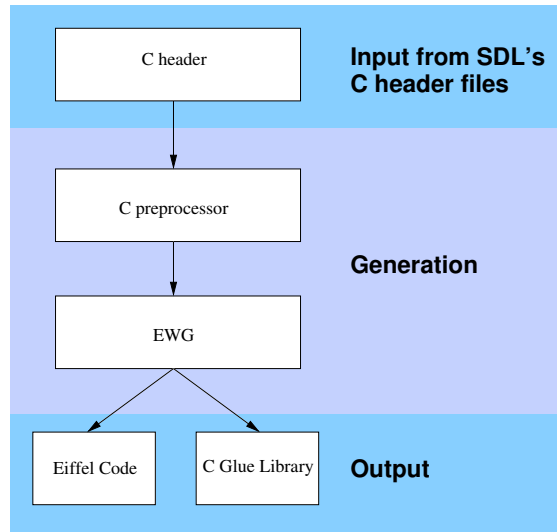 C header
Input from SDL's
C header files
C preprocessor
Generation
EWG
Eiffel Code
C Glue Library
Output